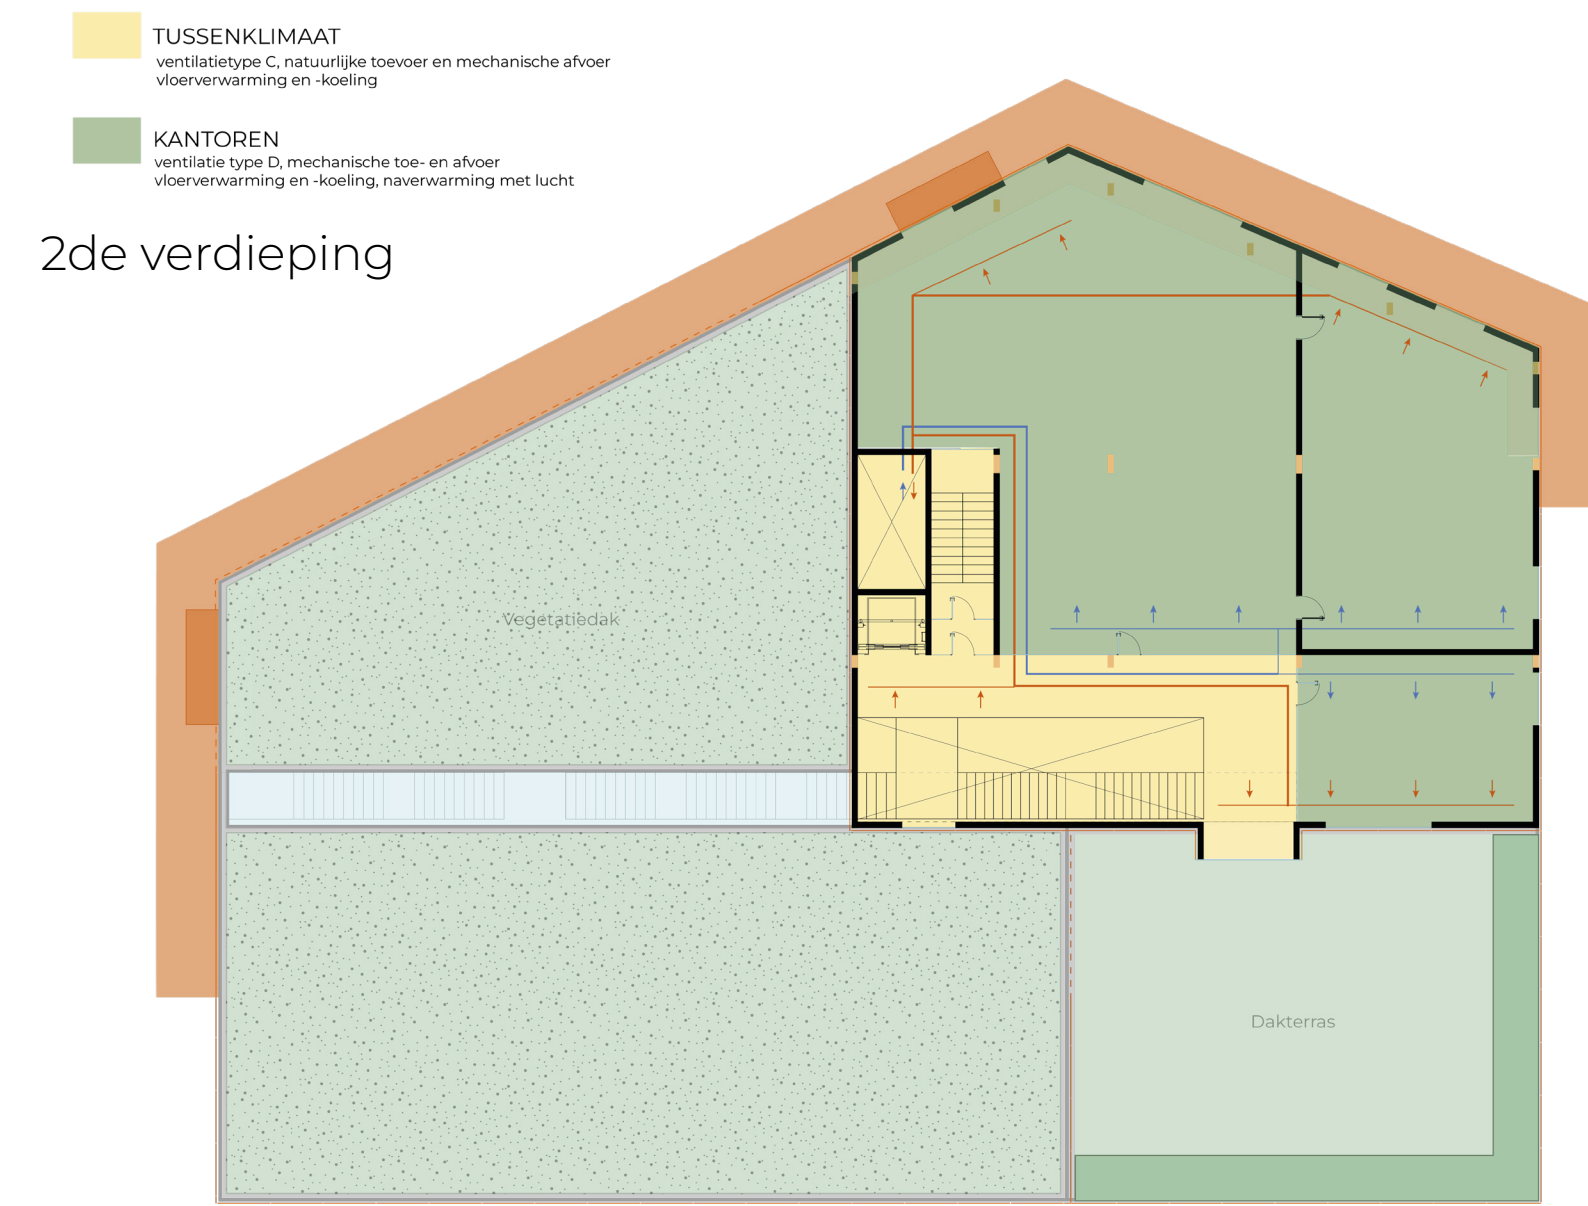 TUSSENKLIMAAT
ventilatietype C, natuurlijke toevoer en mechanische afvoer
vloerverwarming en -koeling
KANTOREN
ventilatie type D, mechanische toe- en afvoer
vloerverwarming en -koeling, naverwarming met lucht
2de verdieping
Vegetatiedak
Dakterras